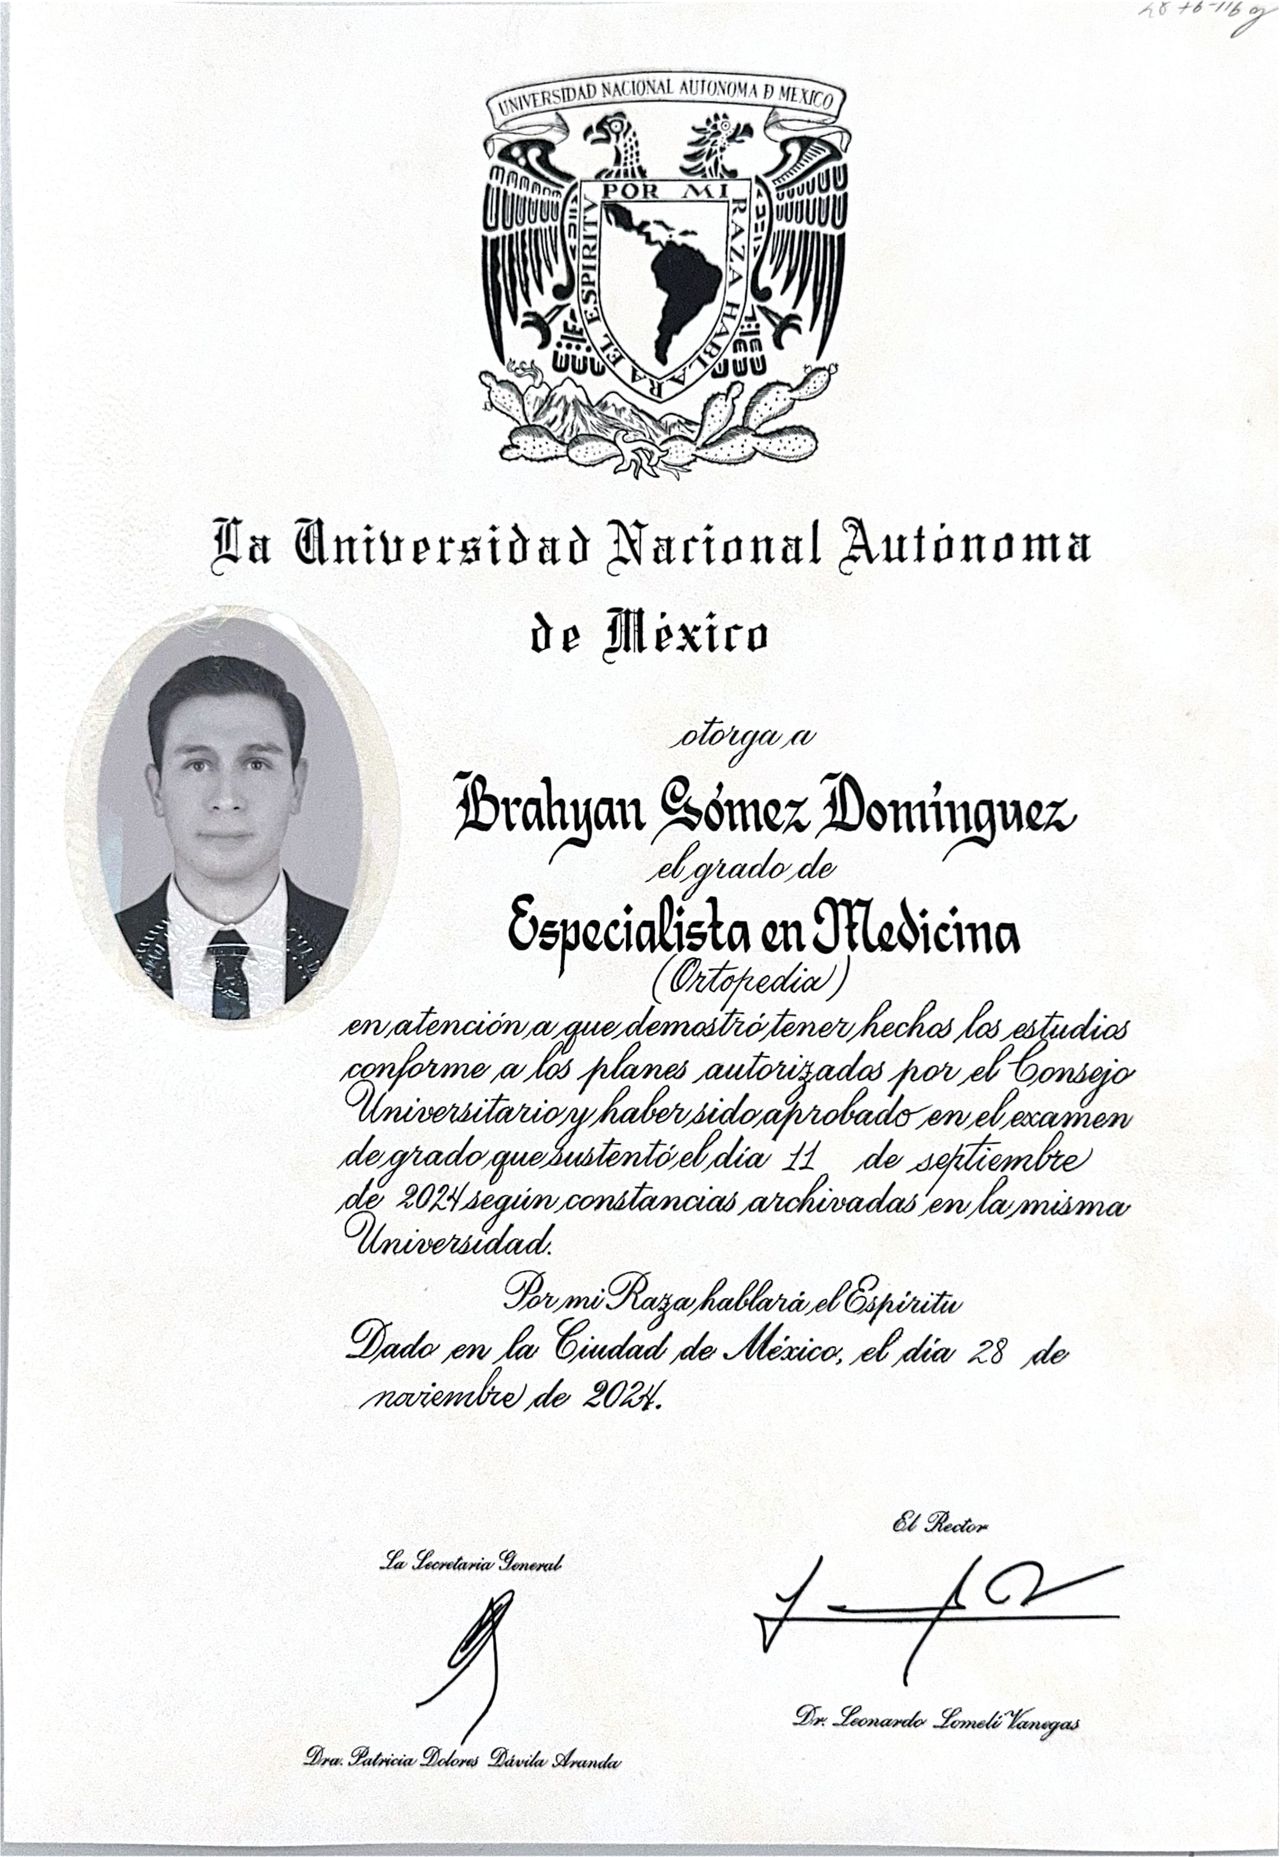 UNIVERSIDAD NACIONAL AUTONOMA D MEXICO
POR MI RAZA HABLARA EL ESPIRITV
La Universidad Nacional Autónoma
de México
otorga a
Brahyan Gómez Domínguez
el grado de
Especialista en Medicina
(Ortopedia)
en atención a que demostró tener hechos los estudios
conforme a los planes autorizados por el Consejo
Universitario y haber sido aprobado en el examen
de grado que sustentó el día 11 de septiembre
de 2024 según constancias archivadas en la misma
Universidad.
Por mi Raza hablará el Espíritu
Dado en la Ciudad de México, el día 28 de
noviembre de 2024.
El Rector
La Secretaria General
Dr. Leonardo Lomelí Vanegas
Dra. Patricia Dolores Dávila Aranda